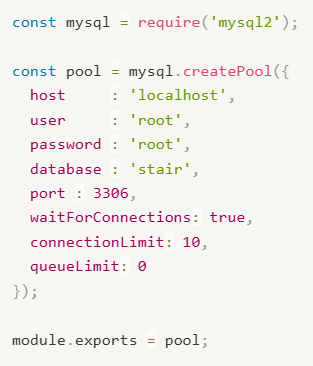 const mysql = require('mysql2');
const pool = mysql.createPool({
  host     : 'localhost',
  user     : 'root',
  password : 'root',
  database : 'stair',
  port : 3306,
  waitForConnections: true,
  connectionLimit: 10,
  queueLimit: 0
});
module.exports = pool;